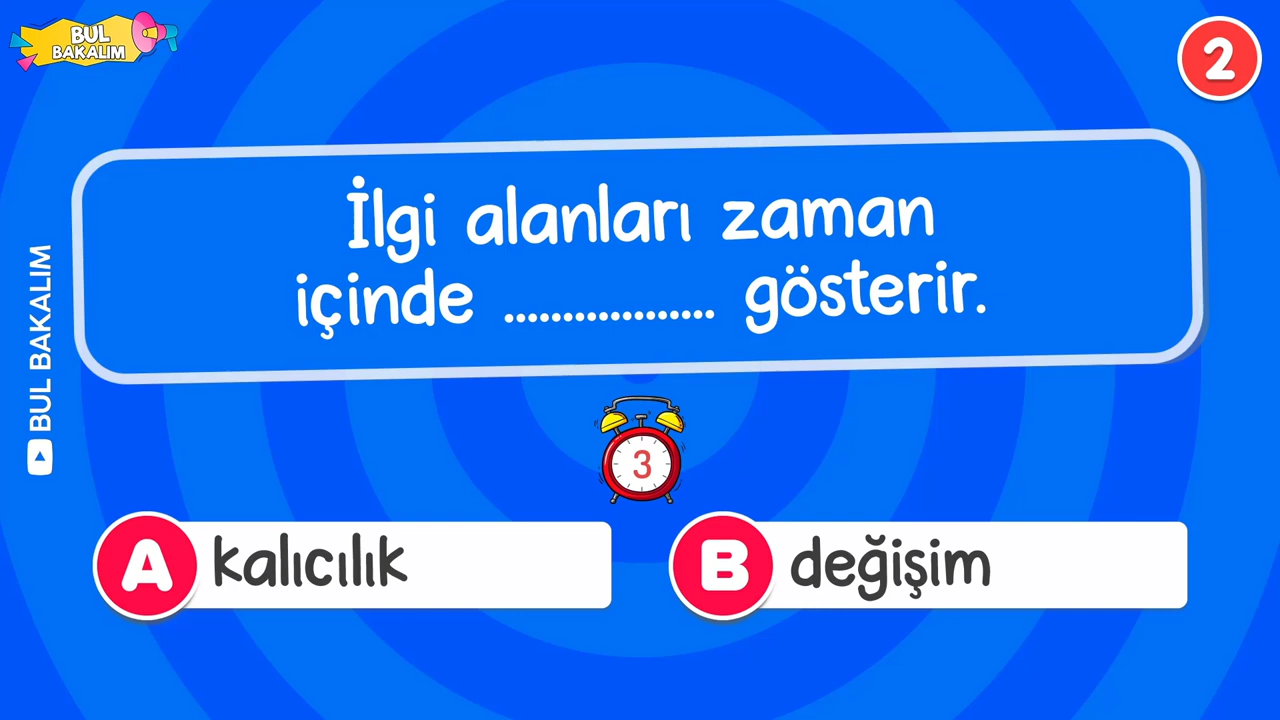 BUL
BAKALIM
2
İlgi alanları zaman
içinde .................. gösterir.
BUL BAKALIM
3
A kalıcılık
B değişim